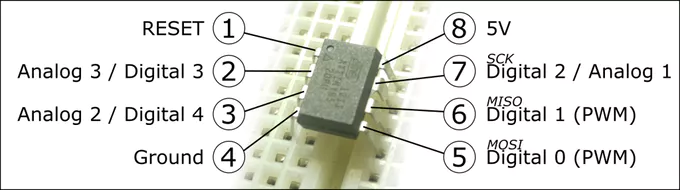 RESET 1
Analog 3 / Digital 3 2
Analog 2 / Digital 4 3
Ground 4
8 5V
SCK
7 Digital 2 / Analog 1
MISO
6 Digital 1 (PWM)
MOSI
5 Digital 0 (PWM)